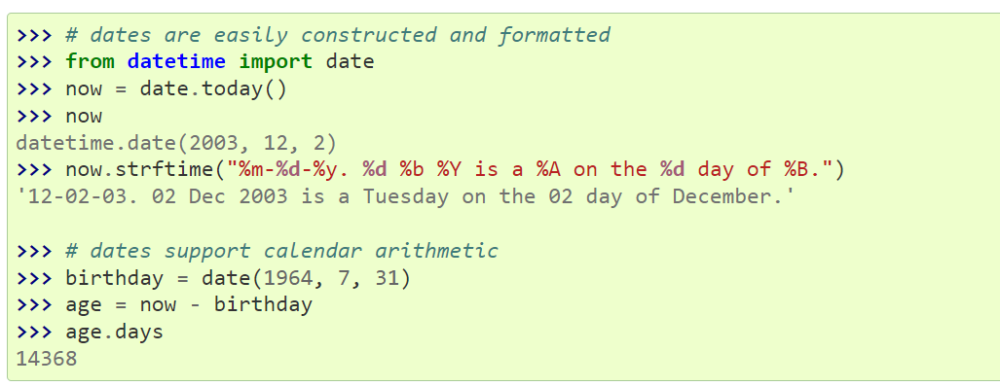 >>> # dates are easily constructed and formatted
>>> from datetime import date
>>> now = date.today()
>>> now
datetime.date(2003, 12, 2)
>>> now.strftime("%m-%d-%y. %d %b %Y is a %A on the %d day of %B.")
'12-02-03. 02 Dec 2003 is a Tuesday on the 02 day of December.'
>>> # dates support calendar arithmetic
>>> birthday = date(1964, 7, 31)
>>> age = now - birthday
>>> age.days
14368